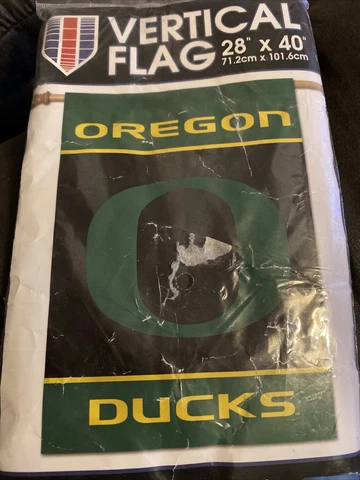 VERTICAL
FLAG 28" x 40"
71.2cm x 101.6cm
OREGON
O
DUCKS